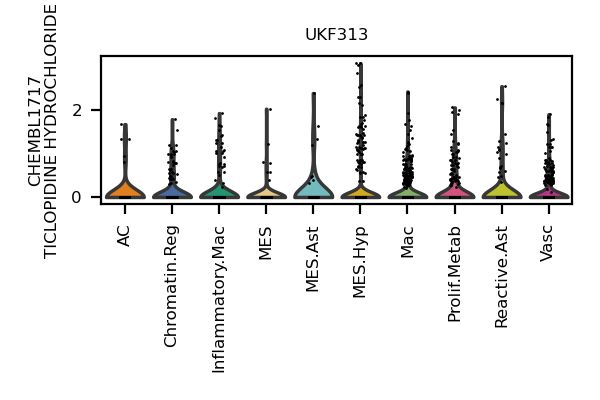 UKF313
CHEMBL1717
TICLOPIDINE HYDROCHLORIDE
2
0
AC
Chromatin.Reg
Inflammatory.Mac
MES
MES.Ast
MES.Hyp
Mac
Prolif.Metab
Reactive.Ast
Vasc